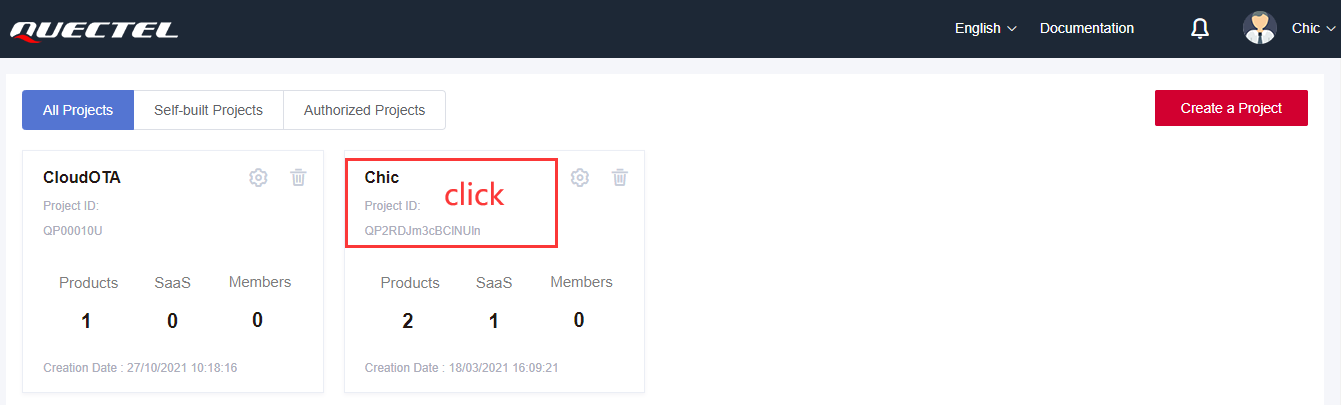 QUECTEL English Documentation Chic
All Projects Self-built Projects Authorized Projects Create a Project
CloudOTA
Project ID:
QP00010U
Products SaaS Members
1 0 0
Creation Date : 27/10/2021 10:18:16
Chic
click
Project ID:
QP2RDJm3cBCINUIn
Products SaaS Members
2 1 0
Creation Date : 18/03/2021 16:09:21